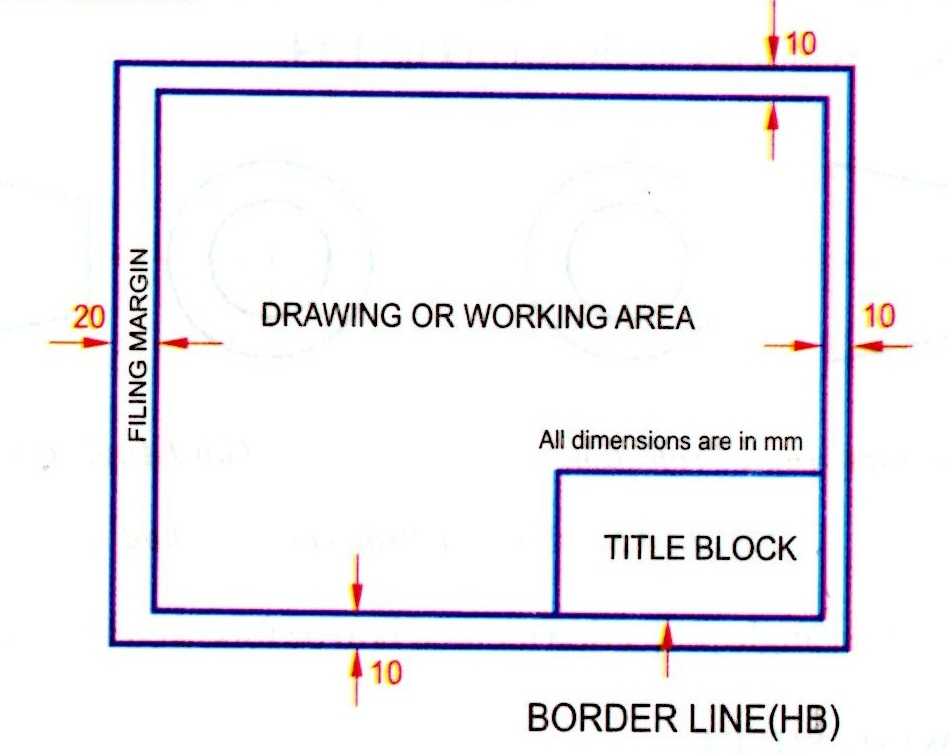 10
FILING MARGIN
20
DRAWING OR WORKING AREA
10
All dimensions are in mm
TITLE BLOCK
10
BORDER LINE(HB)